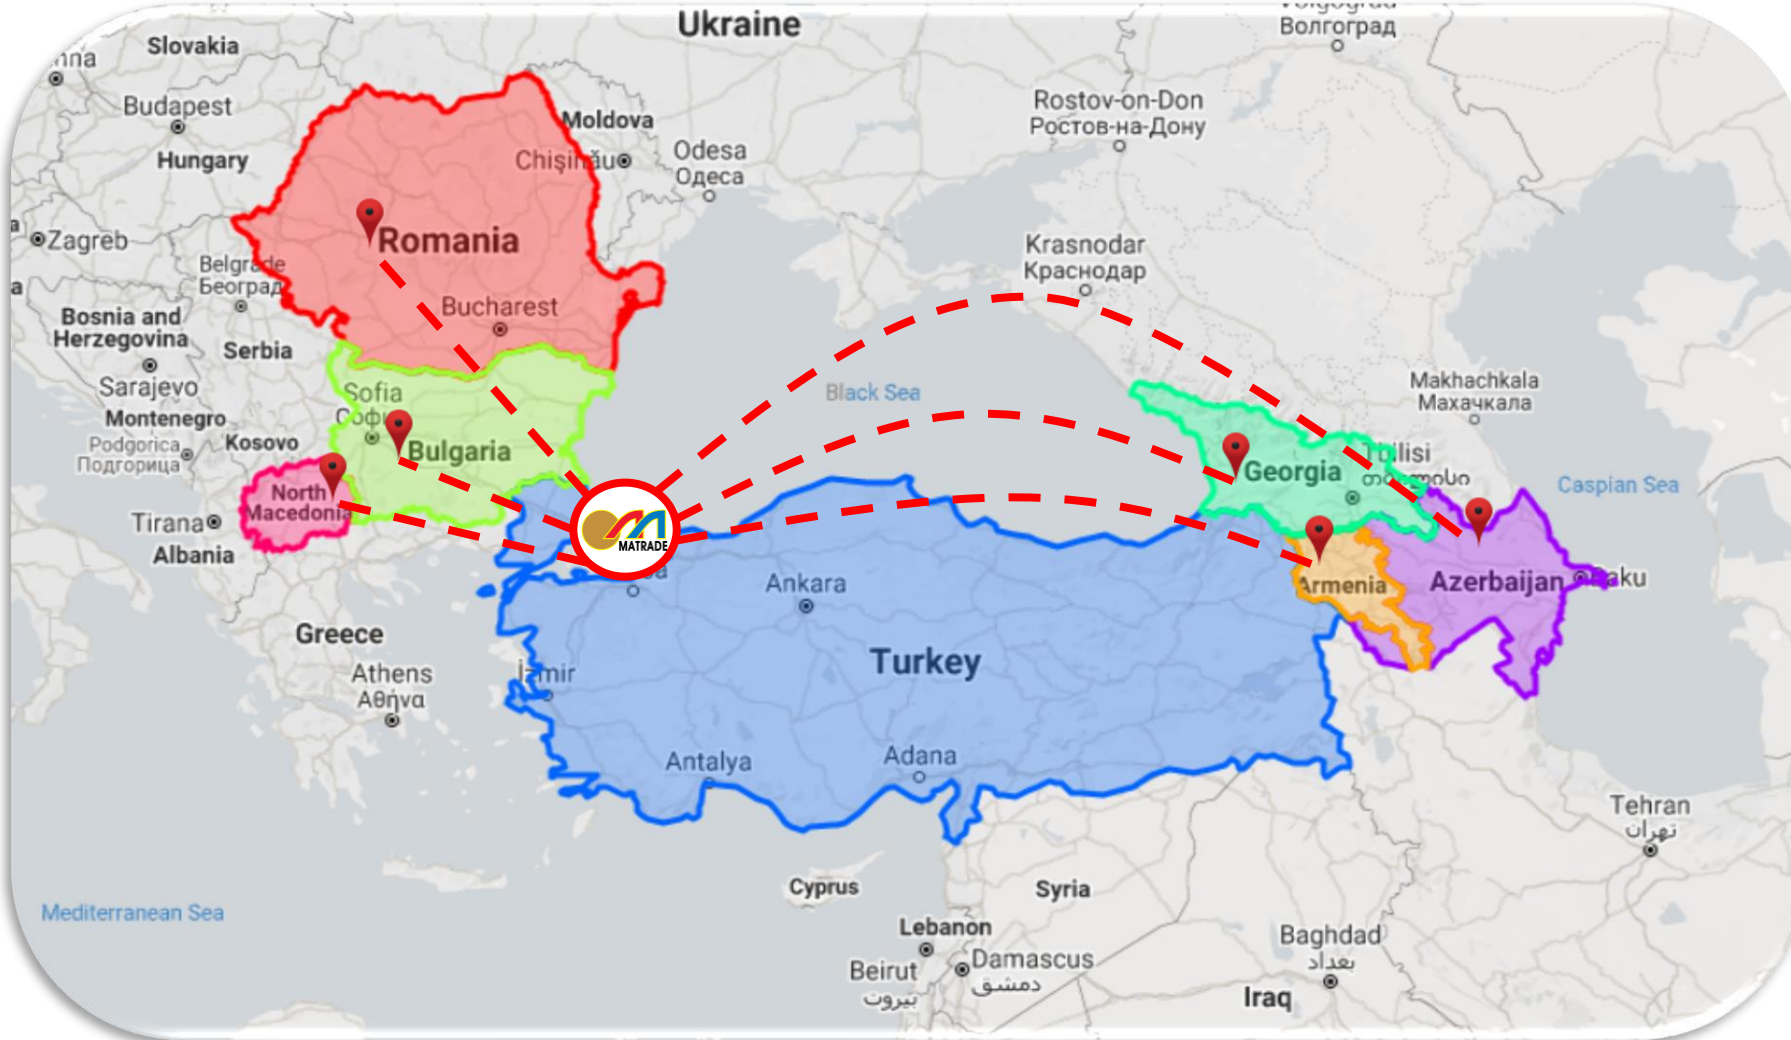 Ukraine
Волгоград
Slovakia
Budapest
Hungary
Moldova
Chișinău
Odesa
Одеса
Rostov-on-Don
Ростов-на-Дону
Zagreb
Romania
Belgrade
Београд
Bucharest
Krasnodar
Краснодар
Bosnia and
Herzegovina
Serbia
Sarajevo
Black Sea
Makhachkala
Махачкала
Montenegro
Sofia
Podgorica
Подгорица
Kosovo
Bulgaria
Georgia
Tbilisi
Caspian Sea
North
Macedonia
Tirana
Albania
MATRADE
Ankara
Armenia
Azerbaijan
Baku
Greece
Turkey
Athens
Αθήνα
İzmir
Antalya
Adana
Tehran
تهران
Cyprus
Syria
Mediterranean Sea
Lebanon
Beirut
بيروت
Damascus
دمشق
Baghdad
بغداد
Iraq